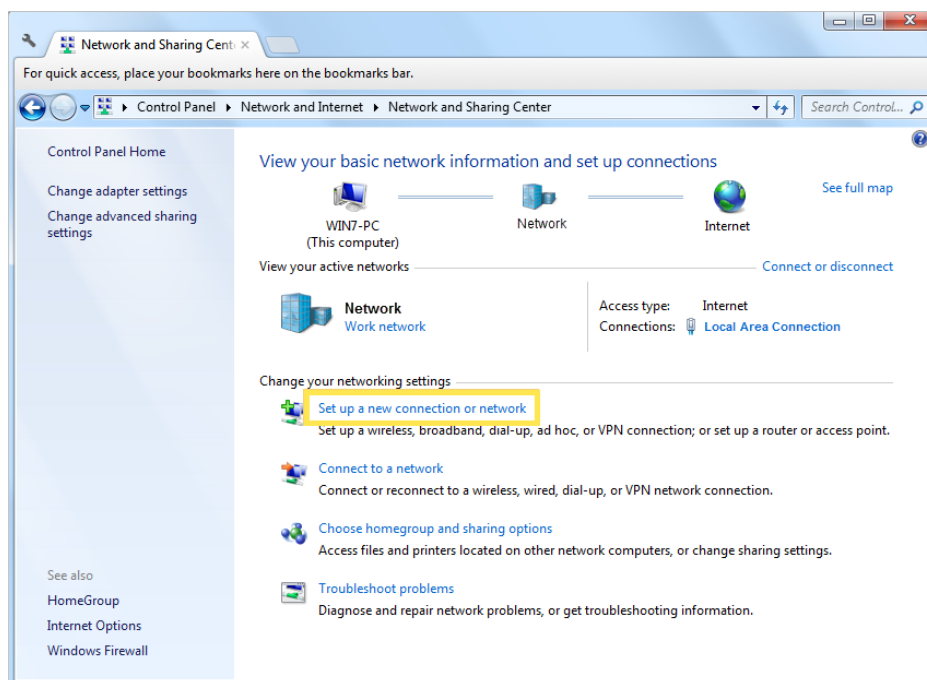 Network and Sharing Cent
For quick access, place your bookmarks here on the bookmarks bar.
Control Panel Network and Internet Network and Sharing Center
Search Control...
Control Panel Home
Change adapter settings
Change advanced sharing
settings
View your basic network information and set up connections
See full map
WIN7-PC
(This computer)
Network
Internet
View your active networks
Connect or disconnect
Network
Work network
Access type: Internet
Connections: Local Area Connection
Change your networking settings
Set up a new connection or network
Set up a wireless, broadband, dial-up, ad hoc, or VPN connection; or set up a router or access point.
Connect to a network
Connect or reconnect to a wireless, wired, dial-up, or VPN network connection.
Choose homegroup and sharing options
Access files and printers located on other network computers, or change sharing settings.
Troubleshoot problems
Diagnose and repair network problems, or get troubleshooting information.
See also
HomeGroup
Internet Options
Windows Firewall